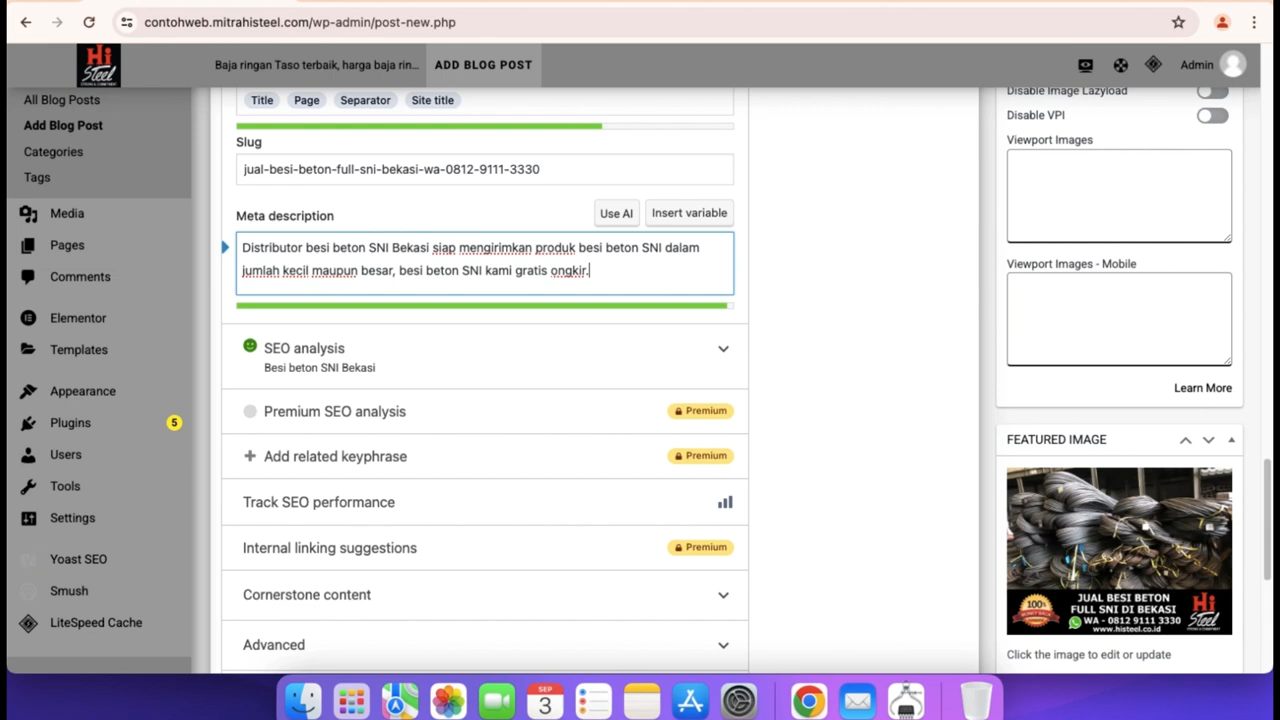 contohweb.mitrahisteel.com/wp-admin/post-new.php
Hi
Steel
Baja ringan Taso terbaik, harga baja rin...
ADD BLOG POST
Admin
All Blog Posts
Add Blog Post
Categories
Tags
Media
Pages
Comments
Elementor
Templates
Appearance
Plugins
5
Users
Tools
Settings
Yoast SEO
Smush
LiteSpeed Cache
Title
Page
Separator
Site title
Slug
jual-besi-beton-full-sni-bekasi-wa-0812-9111-3330
Meta description
Use AI
Insert variable
Distributor besi beton SNI Bekasi siap mengirimkan produk besi beton SNI dalam
jumlah kecil maupun besar, besi beton SNI kami gratis ongkir.
SEO analysis
Besi beton SNI Bekasi
Premium SEO analysis
Premium
Add related keyphrase
Premium
Track SEO performance
Internal linking suggestions
Premium
Cornerstone content
Advanced
Disable Image Lazyload
Disable VPI
Viewport Images
Viewport Images - Mobile
Learn More
FEATURED IMAGE
100%
JUAL BESI BETON
FULL SNI DI BEKASI
WA - 0812 9111 3330
www.histeel.co.id
Hi
Steel
Click the image to edit or update
SEP
3